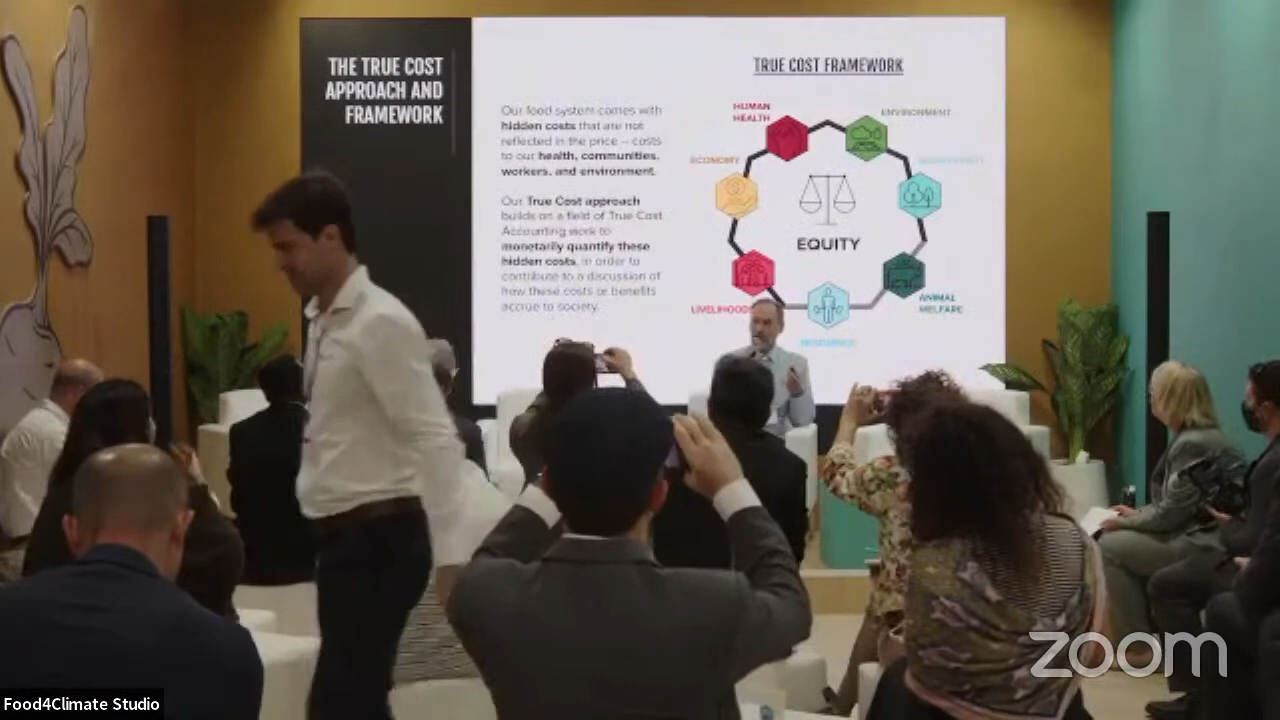 THE TRUE COST
APPROACH AND
FRAMEWORK
Our food system comes with
hidden costs that are not
reflected in the price – costs
to our health, communities,
workers, and environment.
Our True Cost approach
builds on a field of True Cost
Accounting work to
monetarily quantify these
hidden costs, in order to
contribute to a discussion of
how these costs or benefits
accrue to society.
TRUE COST FRAMEWORK
HUMAN
HEALTH
ENVIRONMENT
ECONOMY
EQUITY
LIVELIHOODS
ANIMAL
WELFARE
zoom
Food4Climate Studio